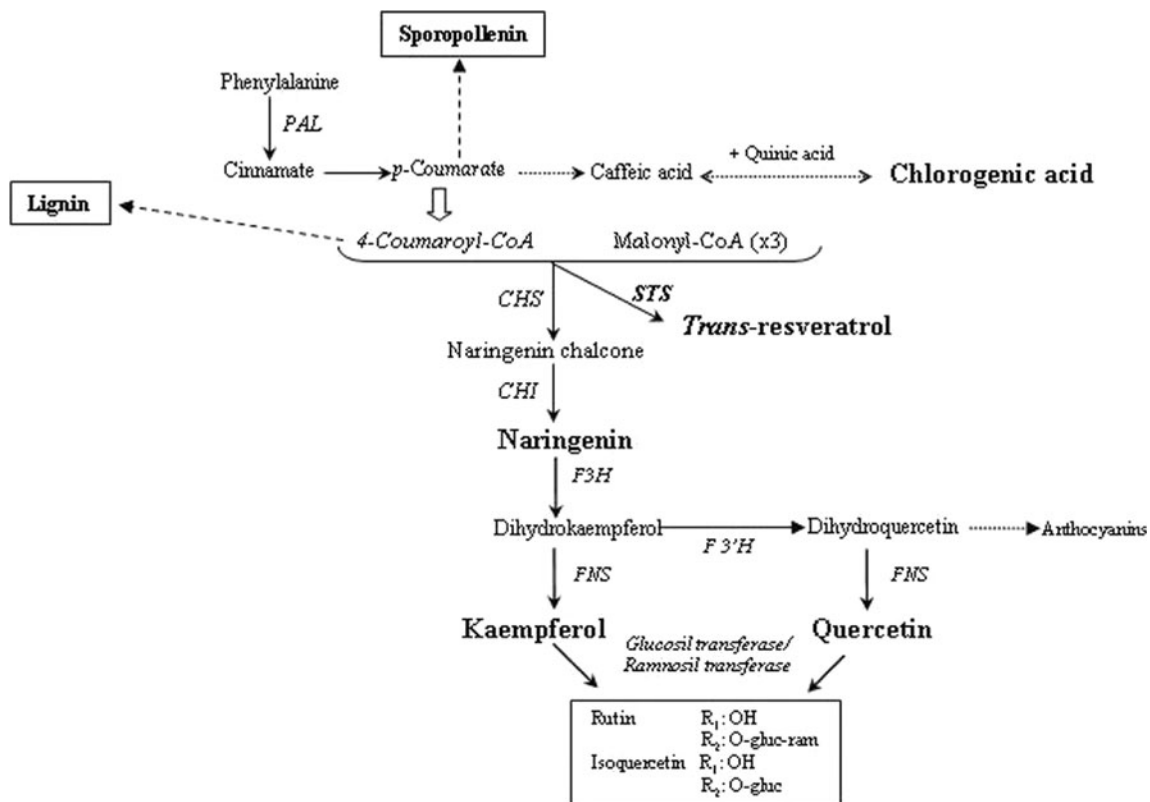 Sporopollenin
Phenylalanine
PAL
Cinnamate
p-Coumarate
Caffeic acid
+ Quinic acid
Chlorogenic acid
Lignin
4-Coumaroyl-CoA
Malonyl-CoA (x3)
CHS
STS
Trans-resveratrol
Naringenin chalcone
CHI
Naringenin
F3H
Dihydrokaempferol
F 3'H
Dihydroquercetin
Anthocyanins
FNS
FNS
Kaempferol
Quercetin
Glucosil transferase/
Ramnosil transferase
Rutin R₁: OH
R₂: O-gluc-ram
Isoquercetin R₁: OH
R₂: O-gluc